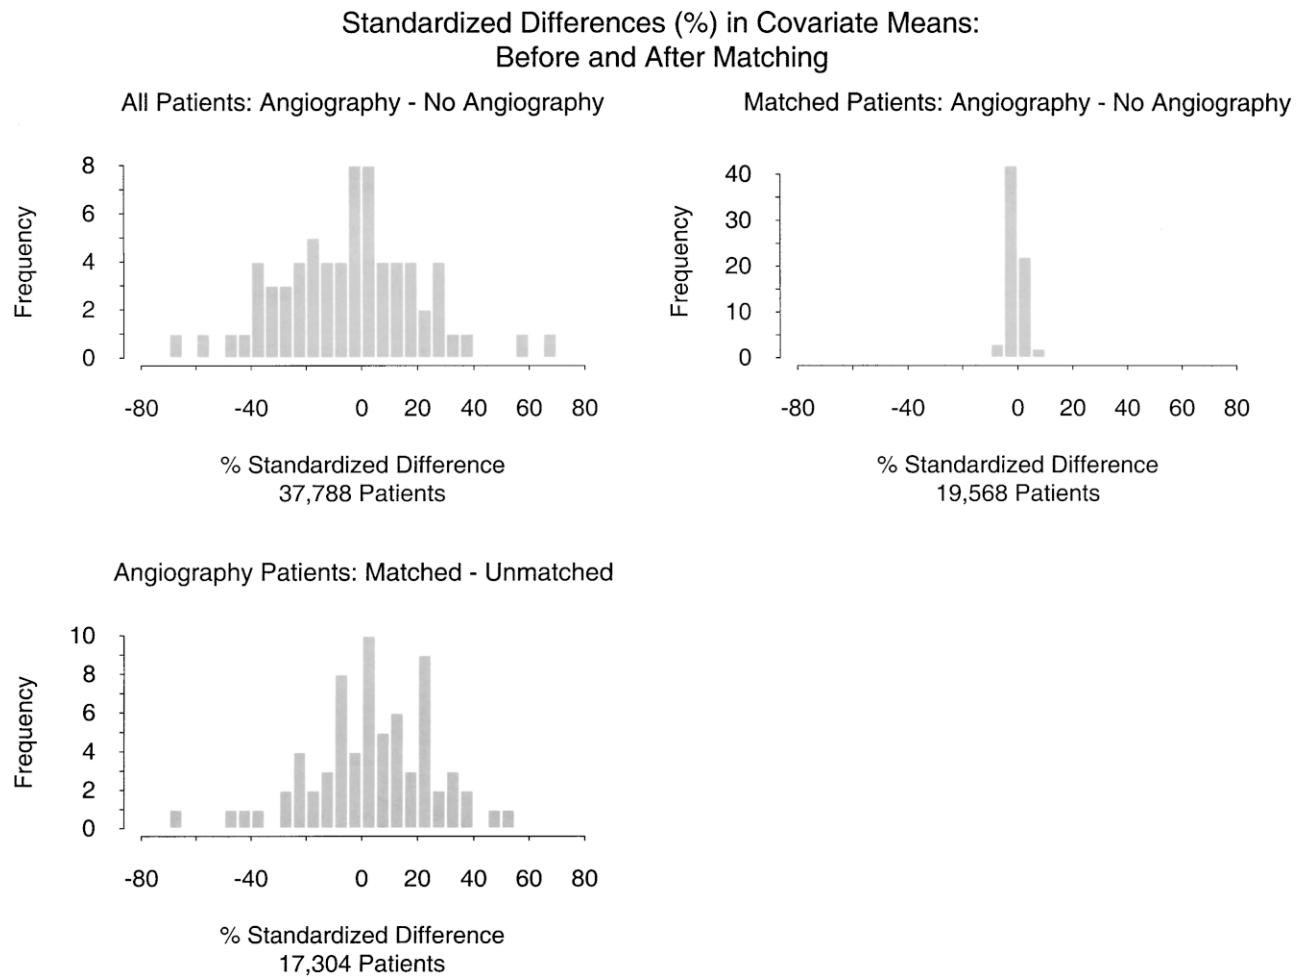 Standardized Differences (%) in Covariate Means:
Before and After Matching
All Patients: Angiography - No Angiography
Frequency
8
6
4
2
0
-80 -40 0 20 40 60 80
% Standardized Difference
37,788 Patients
Matched Patients: Angiography - No Angiography
Frequency
40
30
20
10
0
-80 -40 0 20 40 60 80
% Standardized Difference
19,568 Patients
Angiography Patients: Matched - Unmatched
Frequency
10
8
6
4
2
0
-80 -40 0 20 40 60 80
% Standardized Difference
17,304 Patients